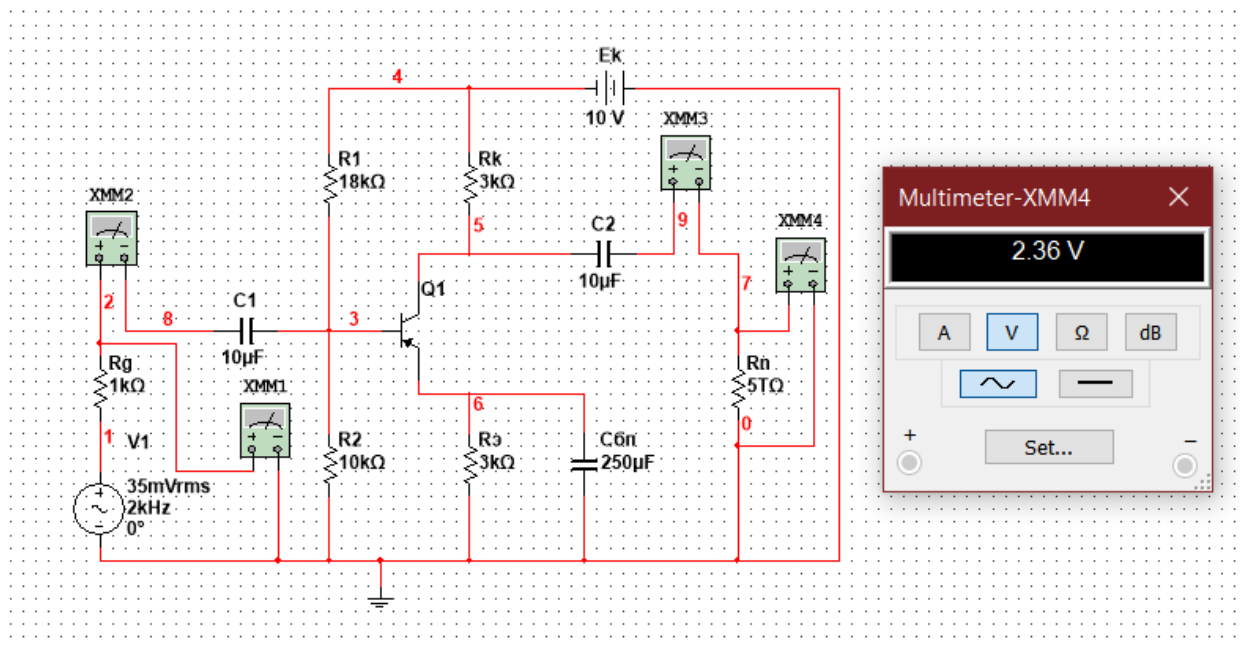 Ek
10 V
4
XMM3
R1
18kΩ
Rk
3kΩ
XMM2
5
C2
10µF
9
XMM4
Q1
7
2
8
C1
10µF
3
Rg
1kΩ
XMM1
Rn
5TΩ
6
0
1
V1
R2
10kΩ
Rэ
3kΩ
Cбп
250µF
35mVrms
2kHz
0°
Multimeter-XMM4
2.36 V
A
V
Ω
dB
+
Set...
−